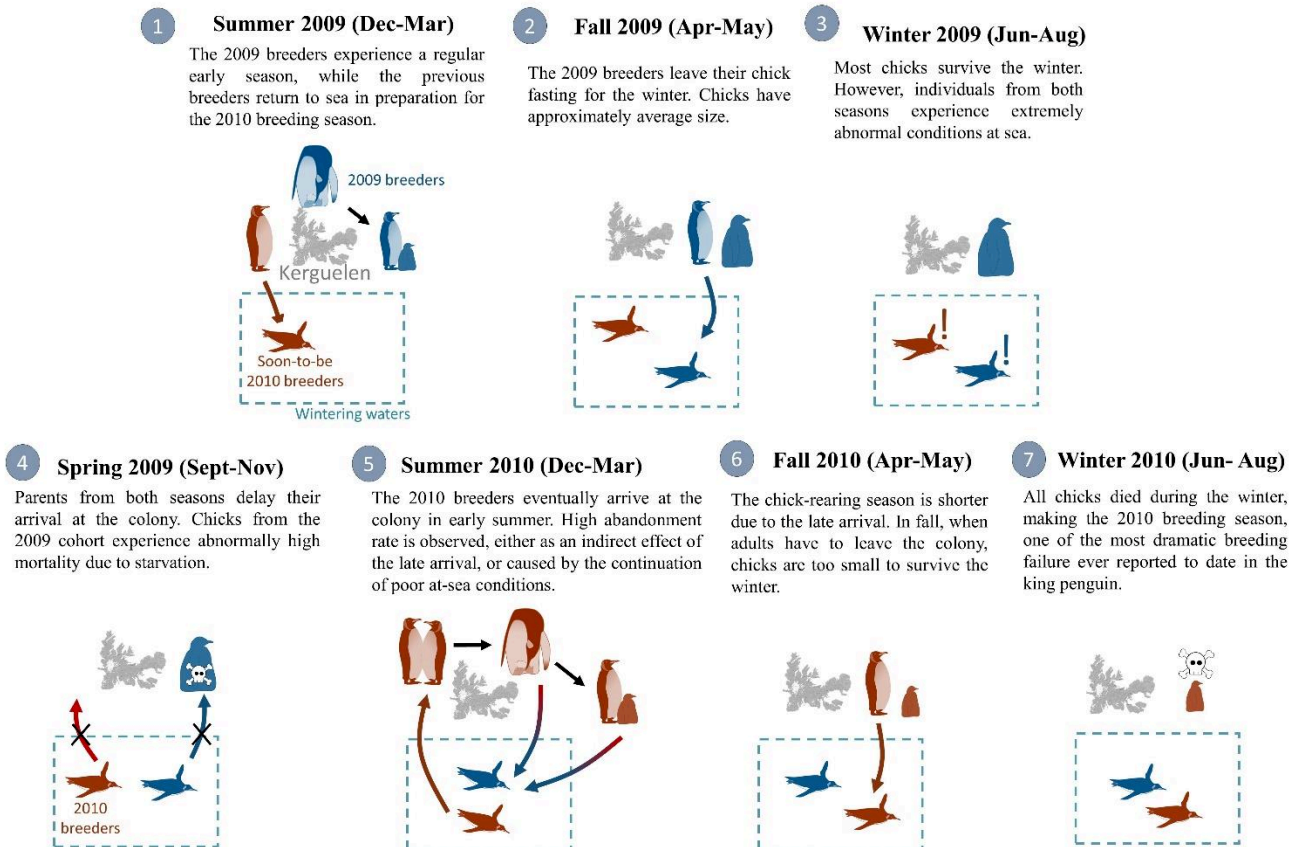 1
Summer 2009 (Dec-Mar)
The 2009 breeders experience a regular
early season, while the previous
breeders return to sea in preparation for
the 2010 breeding season.
2009 breeders
Kerguelen
Soon-to-be
2010 breeders
Wintering waters
2
Fall 2009 (Apr-May)
The 2009 breeders leave their chick
fasting for the winter. Chicks have
approximately average size.
3
Winter 2009 (Jun-Aug)
Most chicks survive the winter.
However, individuals from both
seasons experience extremely
abnormal conditions at sea.
!
!
4
Spring 2009 (Sept-Nov)
Parents from both seasons delay their
arrival at the colony. Chicks from the
2009 cohort experience abnormally high
mortality due to starvation.
2010
breeders
5
Summer 2010 (Dec-Mar)
The 2010 breeders eventually arrive at the
colony in early summer. High abandonment
rate is observed, either as an indirect effect of
the late arrival, or caused by the continuation
of poor at-sea conditions.
6
Fall 2010 (Apr-May)
The chick-rearing season is shorter
due to the late arrival. In fall, when
adults have to leave the colony,
chicks are too small to survive the
winter.
7
Winter 2010 (Jun- Aug)
All chicks died during the winter,
making the 2010 breeding season,
one of the most dramatic breeding
failure ever reported to date in the
king penguin.